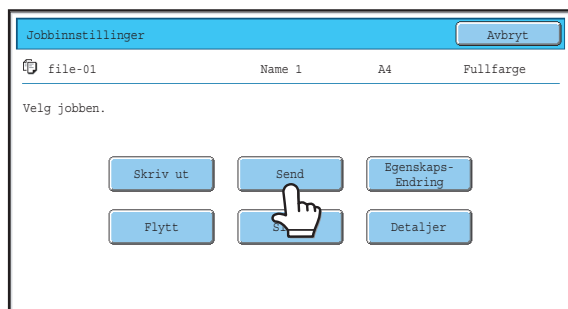 Jobbinnstillinger Avbryt
file-01 Name 1 A4 Fullfarge
Velg jobben.
Skriv ut Send Egenskaps-
Endring
Flytt Detaljer